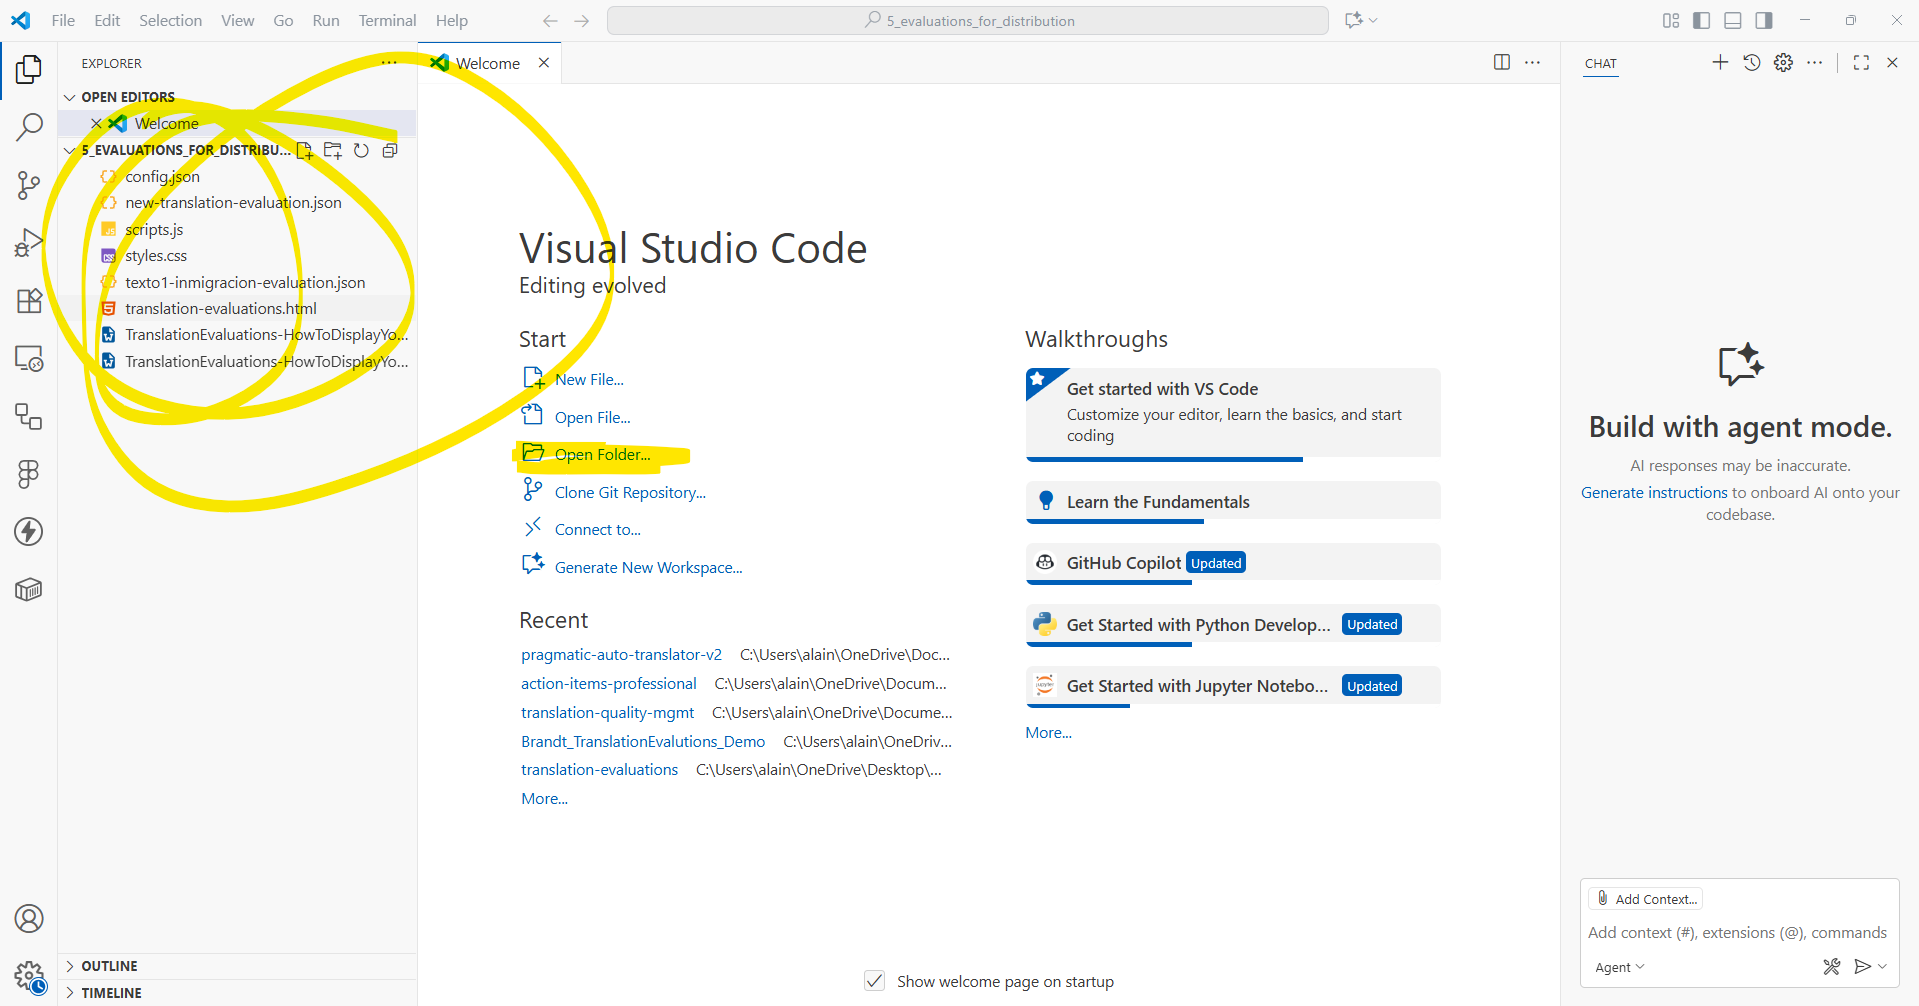 File Edit Selection View Go Run Terminal Help
5_evaluations_for_distribution
EXPLORER
OPEN EDITORS
Welcome
5_EVALUATIONS_FOR_DISTRIBU...
config.json
new-translation-evaluation.json
JS scripts.js
CSS styles.css
texto1-inmigracion-evaluation.json
translation-evaluations.html
TranslationEvaluations-HowToDisplayYo...
TranslationEvaluations-HowToDisplayYo...
OUTLINE
TIMELINE
Welcome
Visual Studio Code
Editing evolved
Start
New File...
Open File...
Open Folder...
Clone Git Repository...
Connect to...
Generate New Workspace...
Recent
pragmatic-auto-translator-v2 C:\Users\alain\OneDrive\Doc...
action-items-professional C:\Users\alain\OneDrive\Docum...
translation-quality-mgmt C:\Users\alain\OneDrive\Docume...
Brandt_TranslationEvalutions_Demo C:\Users\alain\OneDriv...
translation-evaluations C:\Users\alain\OneDrive\Desktop\...
More...
Walkthroughs
Get started with VS Code
Customize your editor, learn the basics, and start
coding
Learn the Fundamentals
GitHub Copilot Updated
Get Started with Python Develop... Updated
Get Started with Jupyter Notebo... Updated
More...
Show welcome page on startup
CHAT
Build with agent mode.
AI responses may be inaccurate.
Generate instructions to onboard AI onto your
codebase.
Add Context...
Add context (#), extensions (@), commands
Agent